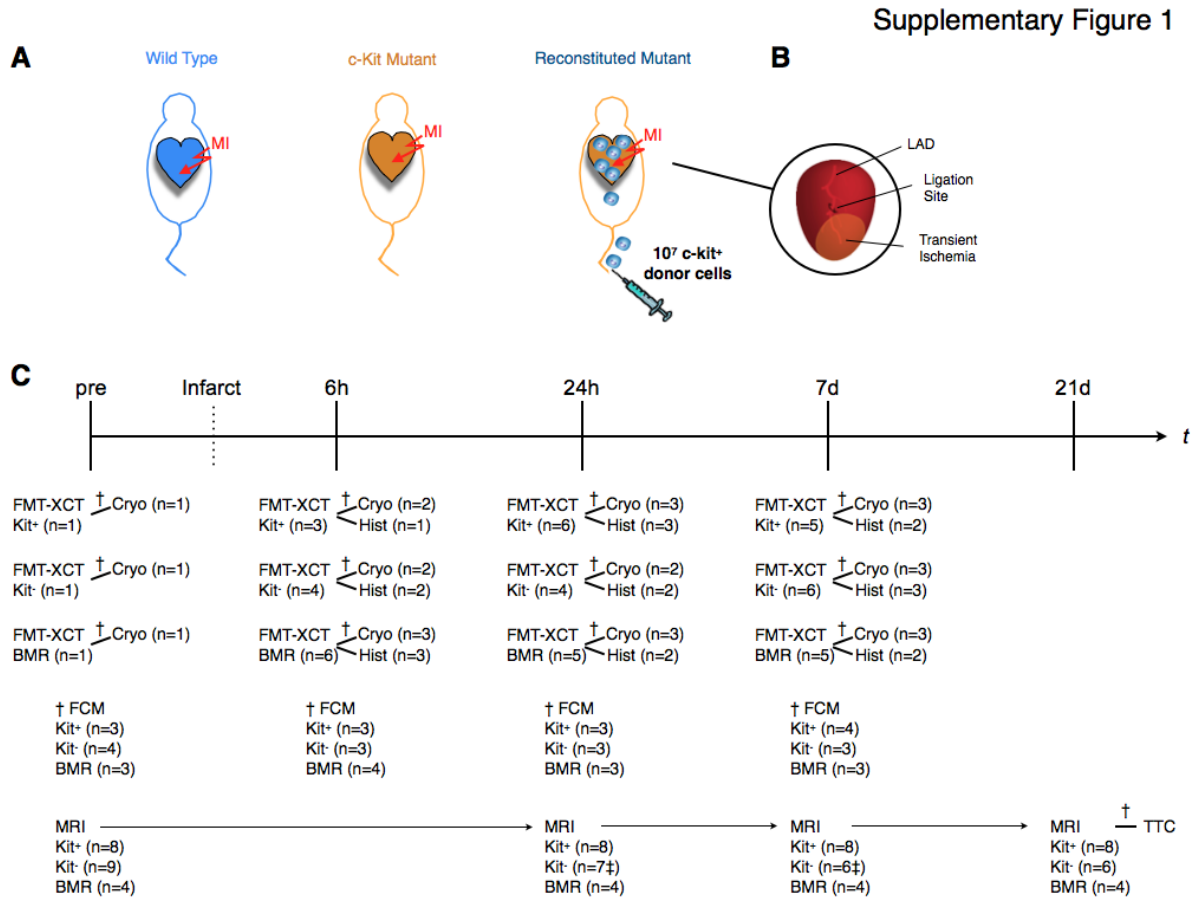 Supplementary Figure 1
A
Wild Type
c-Kit Mutant
Reconstituted Mutant
B
MI
MI
MI
LAD
Ligation
Site
Transient
Ischemia
10⁷ c-kit⁺
donor cells
C
pre
Infarct
6h
24h
7d
21d
t
FMT-XCT † Cryo (n=1)
Kit⁺ (n=1)
FMT-XCT † Cryo (n=2)
Kit⁺ (n=3) Hist (n=1)
FMT-XCT † Cryo (n=3)
Kit⁺ (n=6) Hist (n=3)
FMT-XCT † Cryo (n=3)
Kit⁺ (n=5) Hist (n=2)
FMT-XCT † Cryo (n=1)
Kit⁻ (n=1)
FMT-XCT † Cryo (n=2)
Kit⁻ (n=4) Hist (n=2)
FMT-XCT † Cryo (n=2)
Kit⁻ (n=4) Hist (n=2)
FMT-XCT † Cryo (n=3)
Kit⁻ (n=6) Hist (n=3)
FMT-XCT † Cryo (n=1)
BMR (n=1)
FMT-XCT † Cryo (n=3)
BMR (n=6) Hist (n=3)
FMT-XCT † Cryo (n=3)
BMR (n=5) Hist (n=2)
FMT-XCT † Cryo (n=3)
BMR (n=5) Hist (n=2)
† FCM
Kit⁺ (n=3)
Kit⁻ (n=4)
BMR (n=3)
† FCM
Kit⁺ (n=3)
Kit⁻ (n=3)
BMR (n=4)
† FCM
Kit⁺ (n=3)
Kit⁻ (n=3)
BMR (n=3)
† FCM
Kit⁺ (n=4)
Kit⁻ (n=3)
BMR (n=3)
MRI
Kit⁺ (n=8)
Kit⁻ (n=9)
BMR (n=4)
MRI
Kit⁺ (n=8)
Kit⁻ (n=7‡)
BMR (n=4)
MRI
Kit⁺ (n=8)
Kit⁻ (n=6‡)
BMR (n=4)
MRI † TTC
Kit⁺ (n=8)
Kit⁻ (n=6)
BMR (n=4)